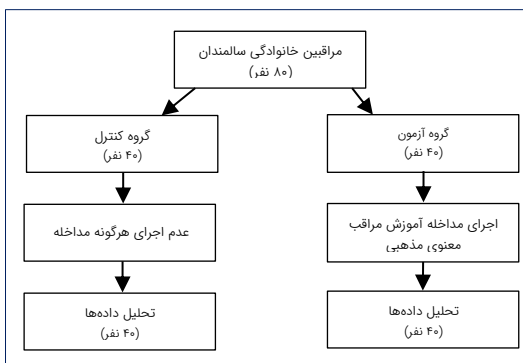 مراقبین خانوادگی سالمندان
(۸۰ نفر)
گروه آزمون
(۴۰ نفر)
گروه کنترل
(۴۰ نفر)
اجرای مداخله آموزش مراقب
معنوی مذهبی
عدم اجرای هرگونه مداخله
تحلیل داده‌ها
(۴۰ نفر)
تحلیل داده‌ها
(۴۰ نفر)